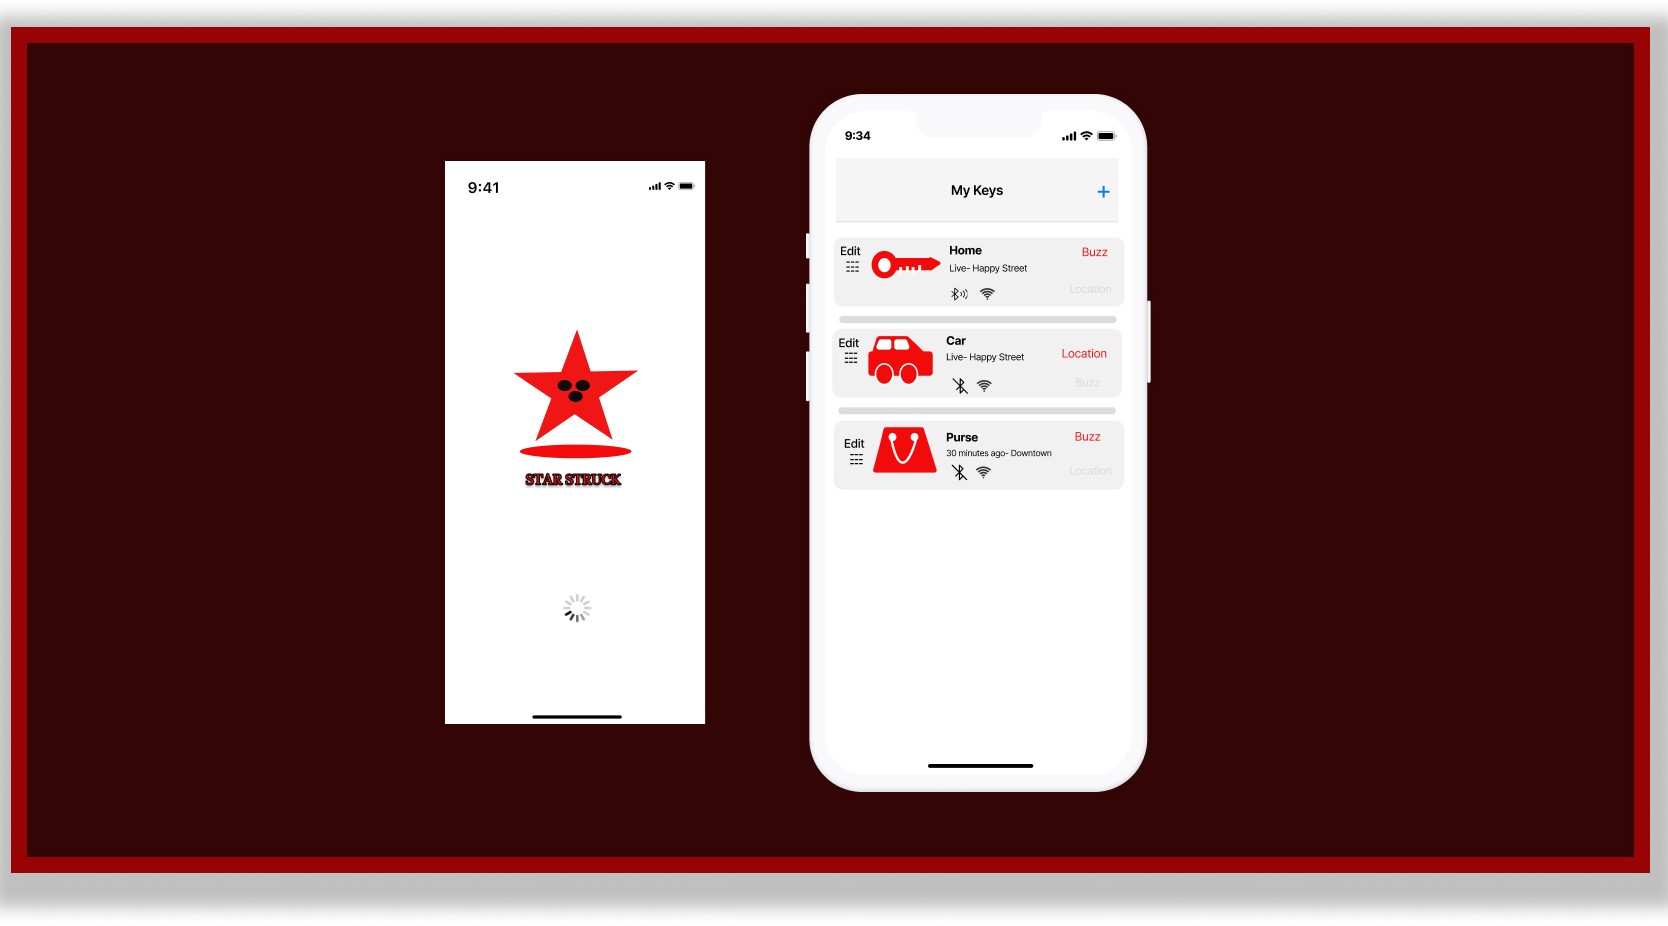 9:41
STAR STRUCK
9:34
My Keys
+
Edit
Home
Buzz
Live- Happy Street
Location
Edit
Car
Live- Happy Street
Location
Buzz
Edit
Purse
Buzz
30 minutes ago- Downtown
Location